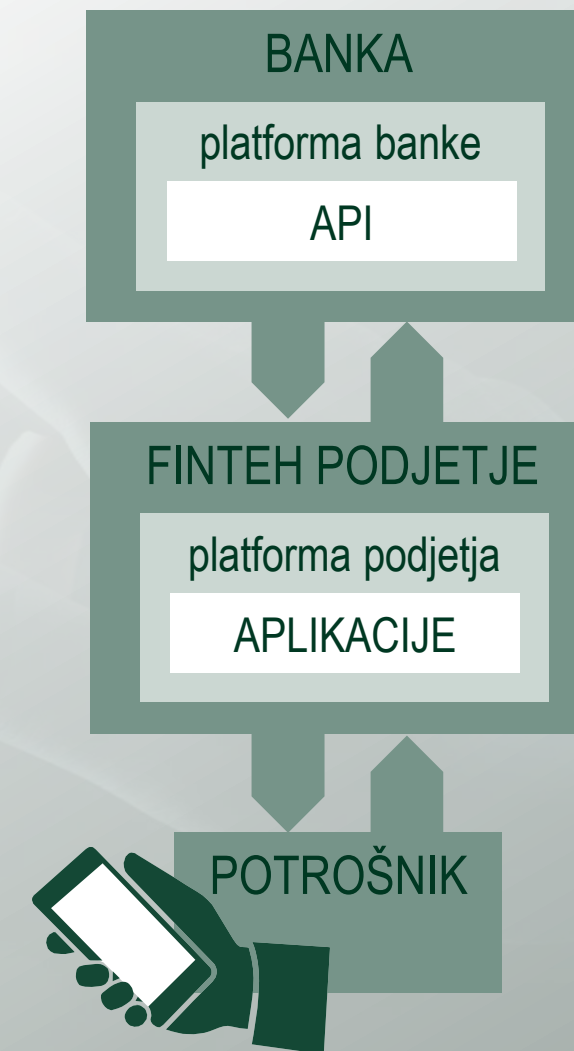 BANKA
platforma banke
API
FINTEH PODJETJE
platforma podjetja
APLIKACIJE
POTROŠNIK